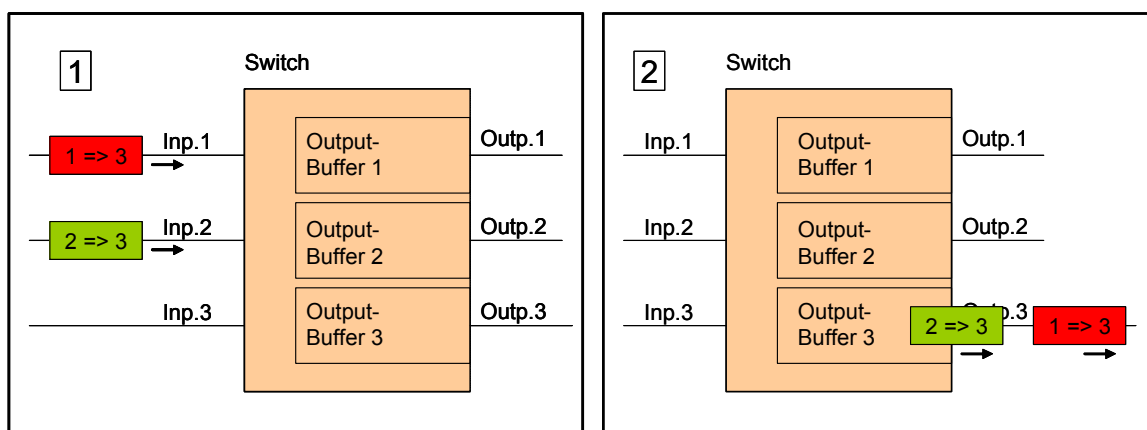 1
Switch
Inp.1
1 => 3
Output-
Buffer 1
Outp.1
Inp.2
2 => 3
Output-
Buffer 2
Outp.2
Inp.3
Output-
Buffer 3
Outp.3
2
Switch
Inp.1
Output-
Buffer 1
Outp.1
Inp.2
Output-
Buffer 2
Outp.2
Inp.3
Output-
Buffer 3
Outp.3
2 => 3
1 => 3